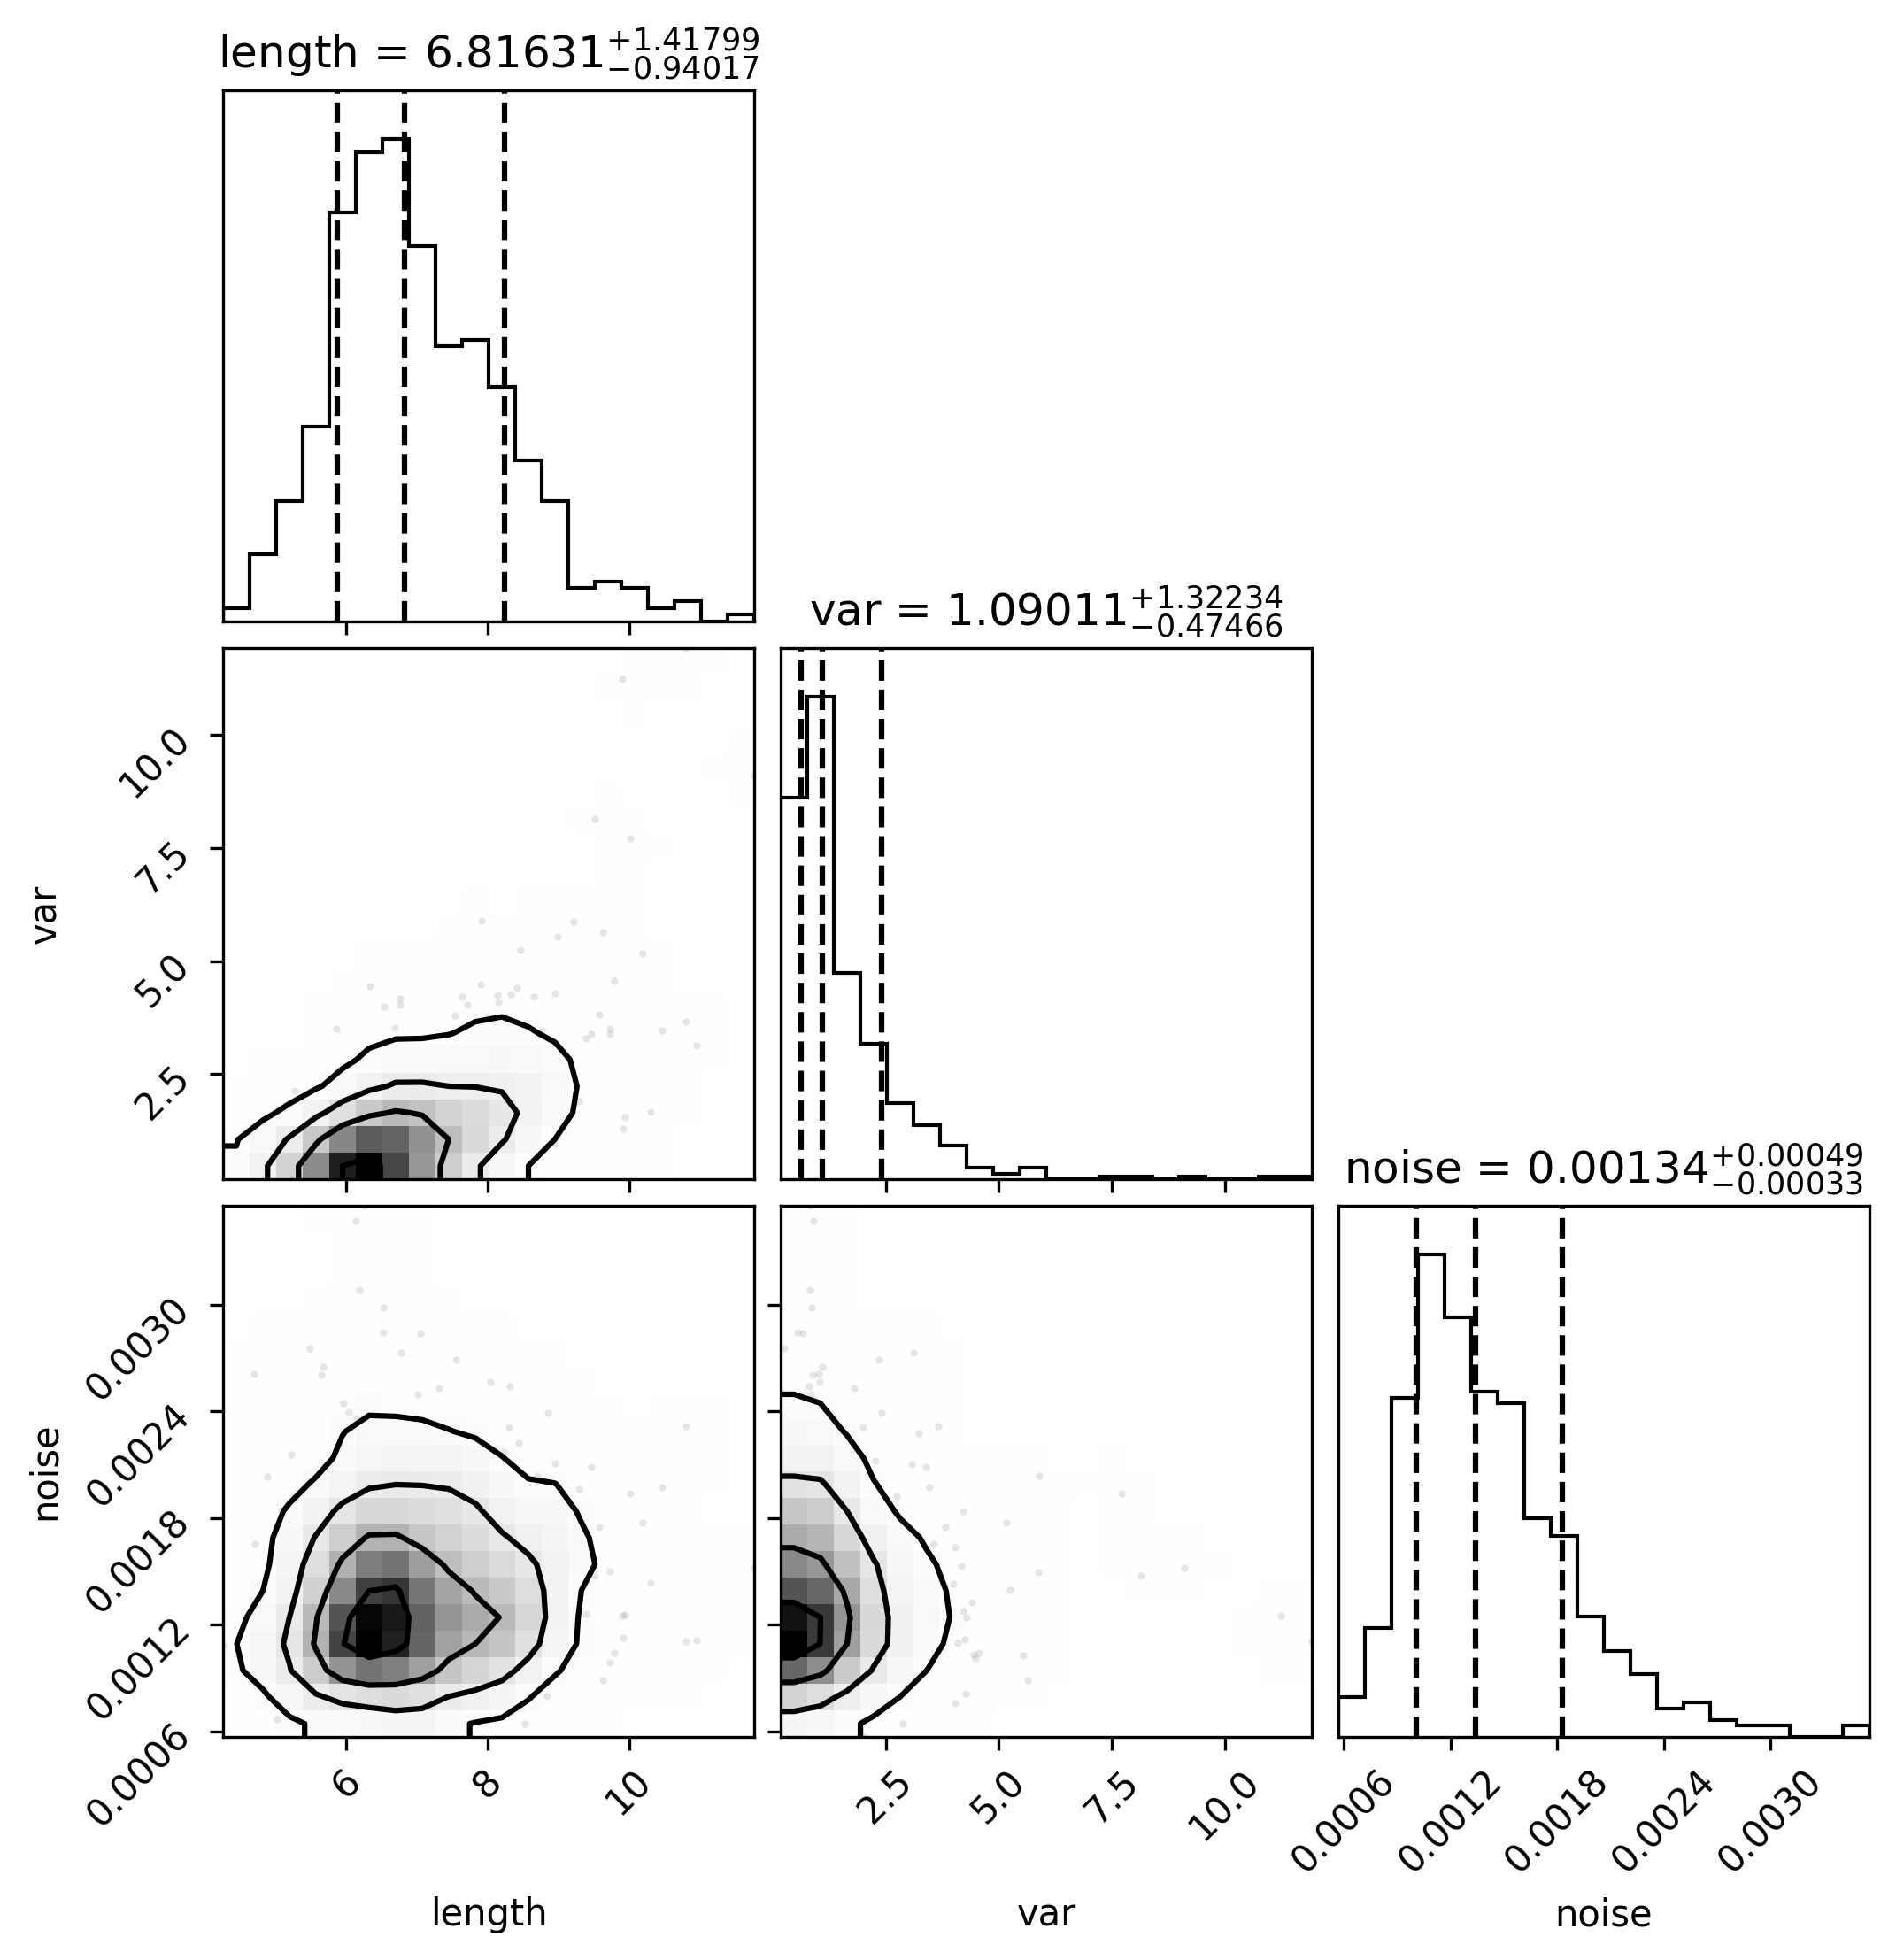 length = 6.81631 +1.41799 −0.94017
var = 1.09011 +1.32234 −0.47466
10.0
7.5
5.0
2.5
var
noise = 0.00134 +0.00049 −0.00033
0.0030
0.0024
0.0018
0.0012
0.0006
noise
6 8 10
2.5 5.0 7.5 10.0
0.0006 0.0012 0.0018 0.0024 0.0030
length
var
noise